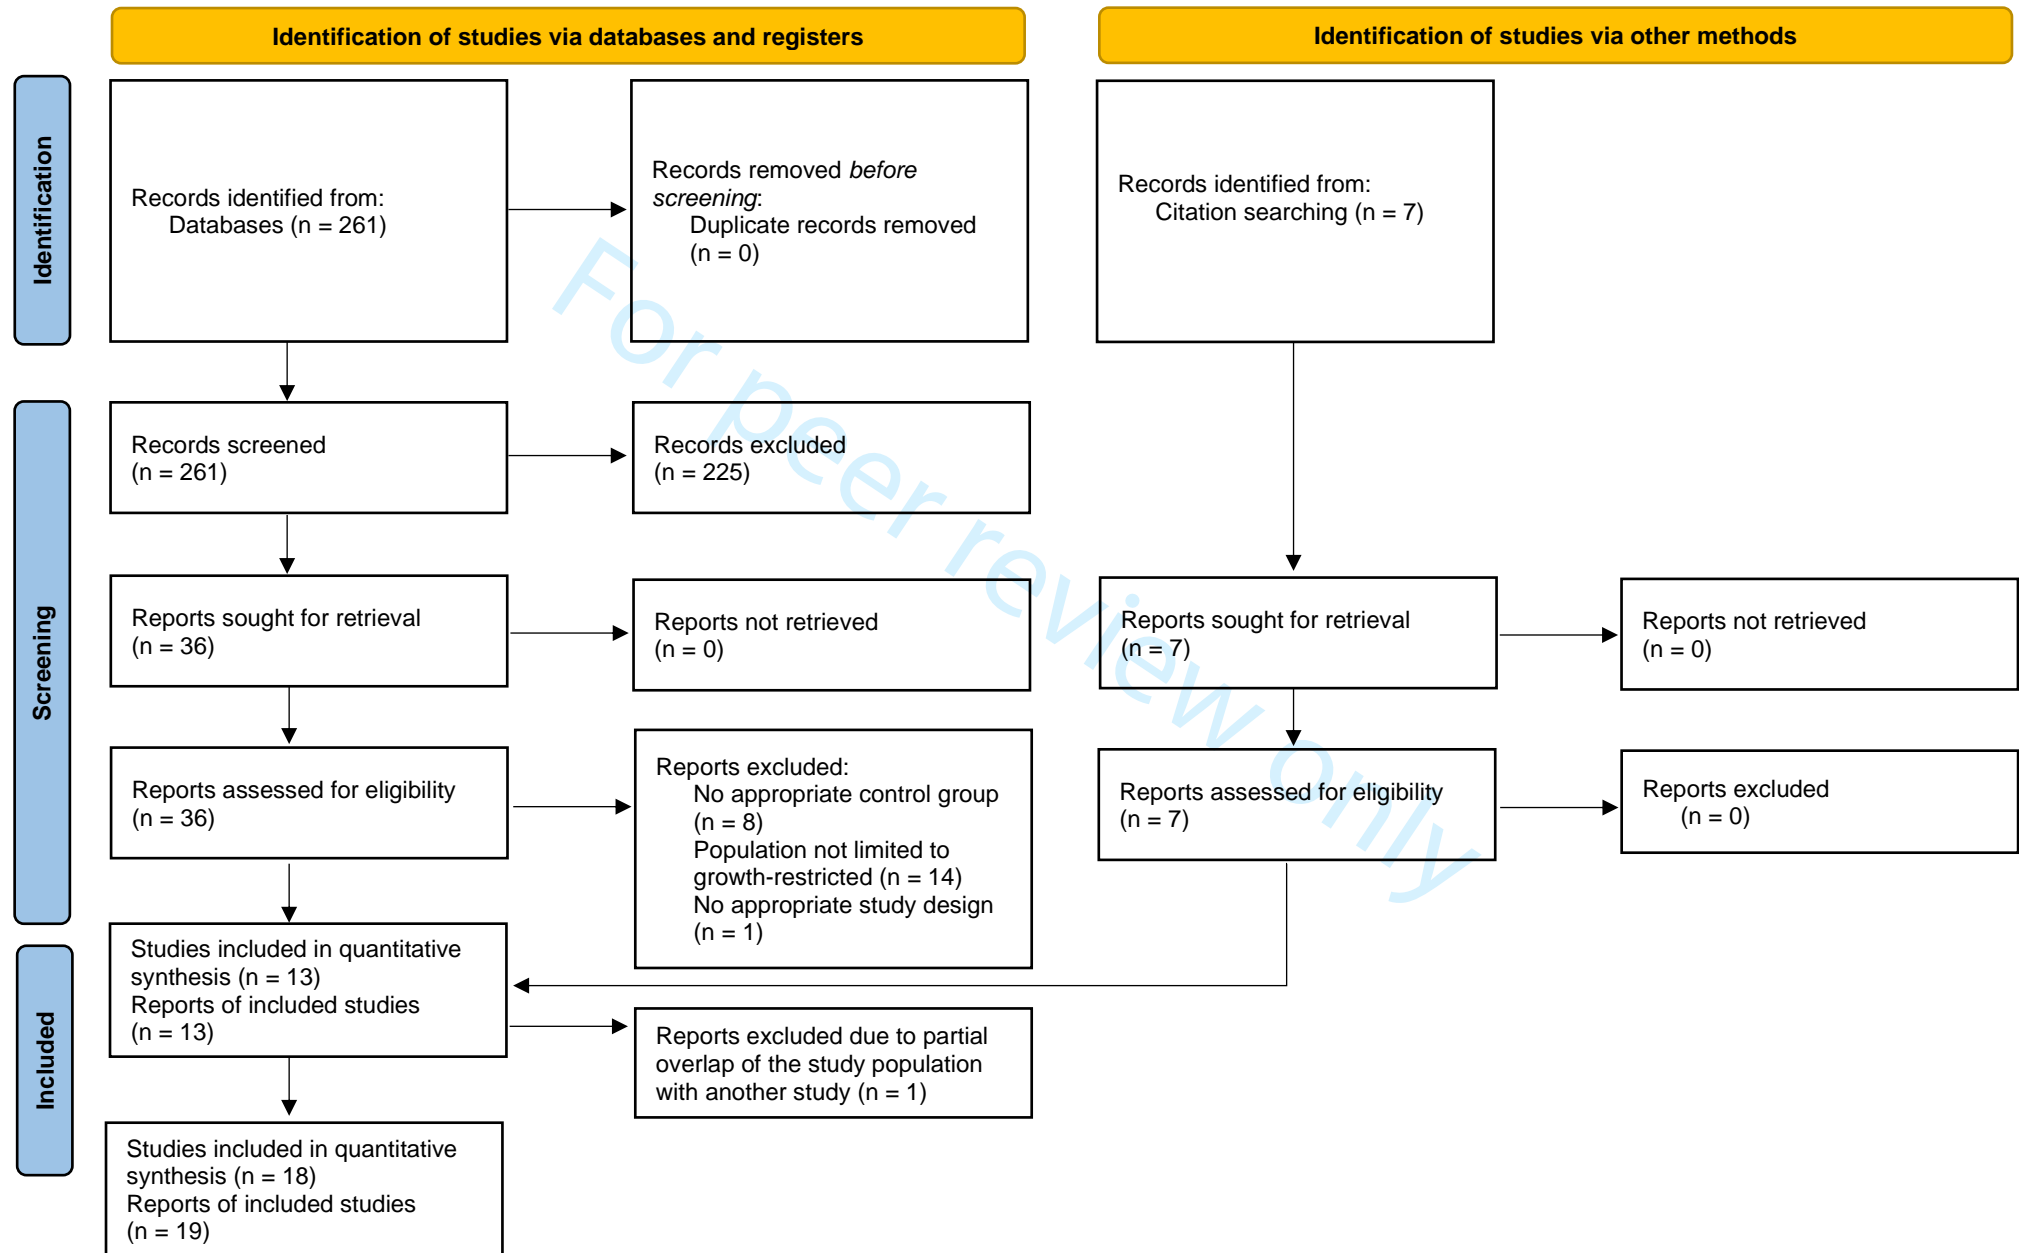 Identification of studies via databases and registers
Identification of studies via other methods
Identification
Records identified from:
Databases (n = 261)
Records removed before
screening:
Duplicate records removed
(n = 0)
Records identified from:
Citation searching (n = 7)
Screening
Records screened
(n = 261)
Records excluded
(n = 225)
Reports sought for retrieval
(n = 36)
Reports not retrieved
(n = 0)
Reports sought for retrieval
(n = 7)
Reports not retrieved
(n = 0)
Reports assessed for eligibility
(n = 36)
Reports excluded:
No appropriate control group
(n = 8)
Population not limited to
growth-restricted (n = 14)
No appropriate study design
(n = 1)
Reports assessed for eligibility
(n = 7)
Reports excluded
(n = 0)
Included
Studies included in quantitative
synthesis (n = 13)
Reports of included studies
(n = 13)
Reports excluded due to partial
overlap of the study population
with another study (n = 1)
Studies included in quantitative
synthesis (n = 18)
Reports of included studies
(n = 19)
For peer review only